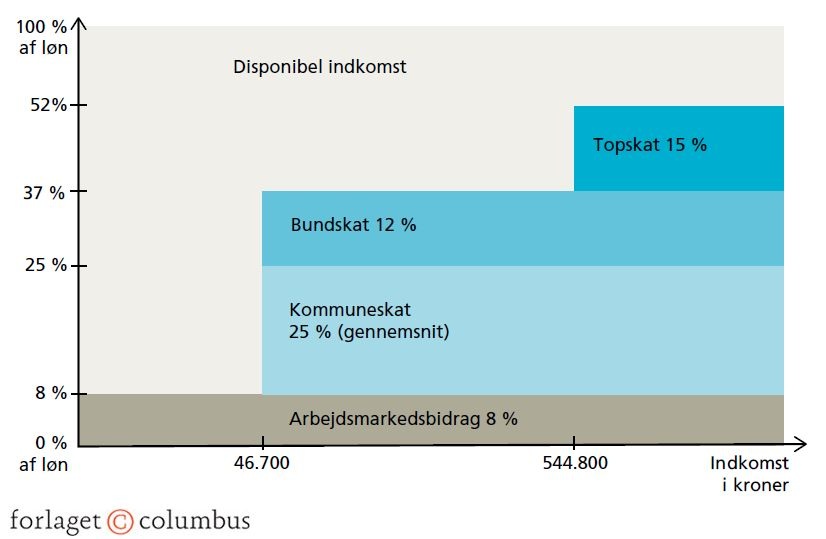 100 %
af løn
Disponibel indkomst
52%
Topskat 15 %
37 %
Bundskat 12 %
25 %
Kommuneskat
25 % (gennemsnit)
8 %
Arbejdsmarkedsbidrag 8 %
0 %
af løn
46.700
544.800
Indkomst
i kroner
forlaget © columbus